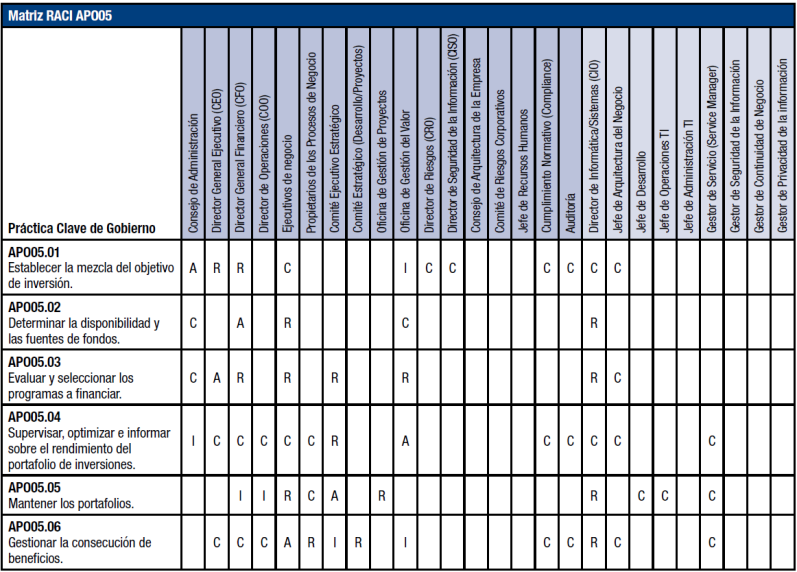 Matriz RACI APO05
Práctica Clave de Gobierno
Consejo de Administración
Director General Ejecutivo (CEO)
Director General Financiero (CFO)
Director de Operaciones (COO)
Ejecutivos de negocio
Propietarios de los Procesos de Negocio
Comité Ejecutivo Estratégico
Comité Estratégico (Desarrollo/Proyectos)
Oficina de Gestión de Proyectos
Oficina de Gestión del Valor
Director de Riesgos (CRO)
Director de Seguridad de la Información (CISO)
Consejo de Arquitectura de la Empresa
Comité de Riesgos Corporativos
Jefe de Recursos Humanos
Cumplimiento Normativo (Compliance)
Auditoría
Director de Informática/Sistemas (CIO)
Jefe de Arquitectura del Negocio
Jefe de Desarrollo
Jefe de Operaciones TI
Jefe de Administración TI
Gestor de Servicio (Service Manager)
Gestor de Seguridad de la Información
Gestor de Continuidad de Negocio
Gestor de Privacidad de la información
APO05.01
Establecer la mezcla del objetivo
de inversión.
A R R C I C C C C C C
APO05.02
Determinar la disponibilidad y
las fuentes de fondos.
C A R C R
APO05.03
Evaluar y seleccionar los
programas a financiar.
C A R R R R R C
APO05.04
Supervisar, optimizar e informar
sobre el rendimiento del
portafolio de inversiones.
I C C C C C R A C C C C C
APO05.05
Mantener los portafolios.
I I R C A R R C C C
APO05.06
Gestionar la consecución de
beneficios.
C C C A R I R I C C R C C